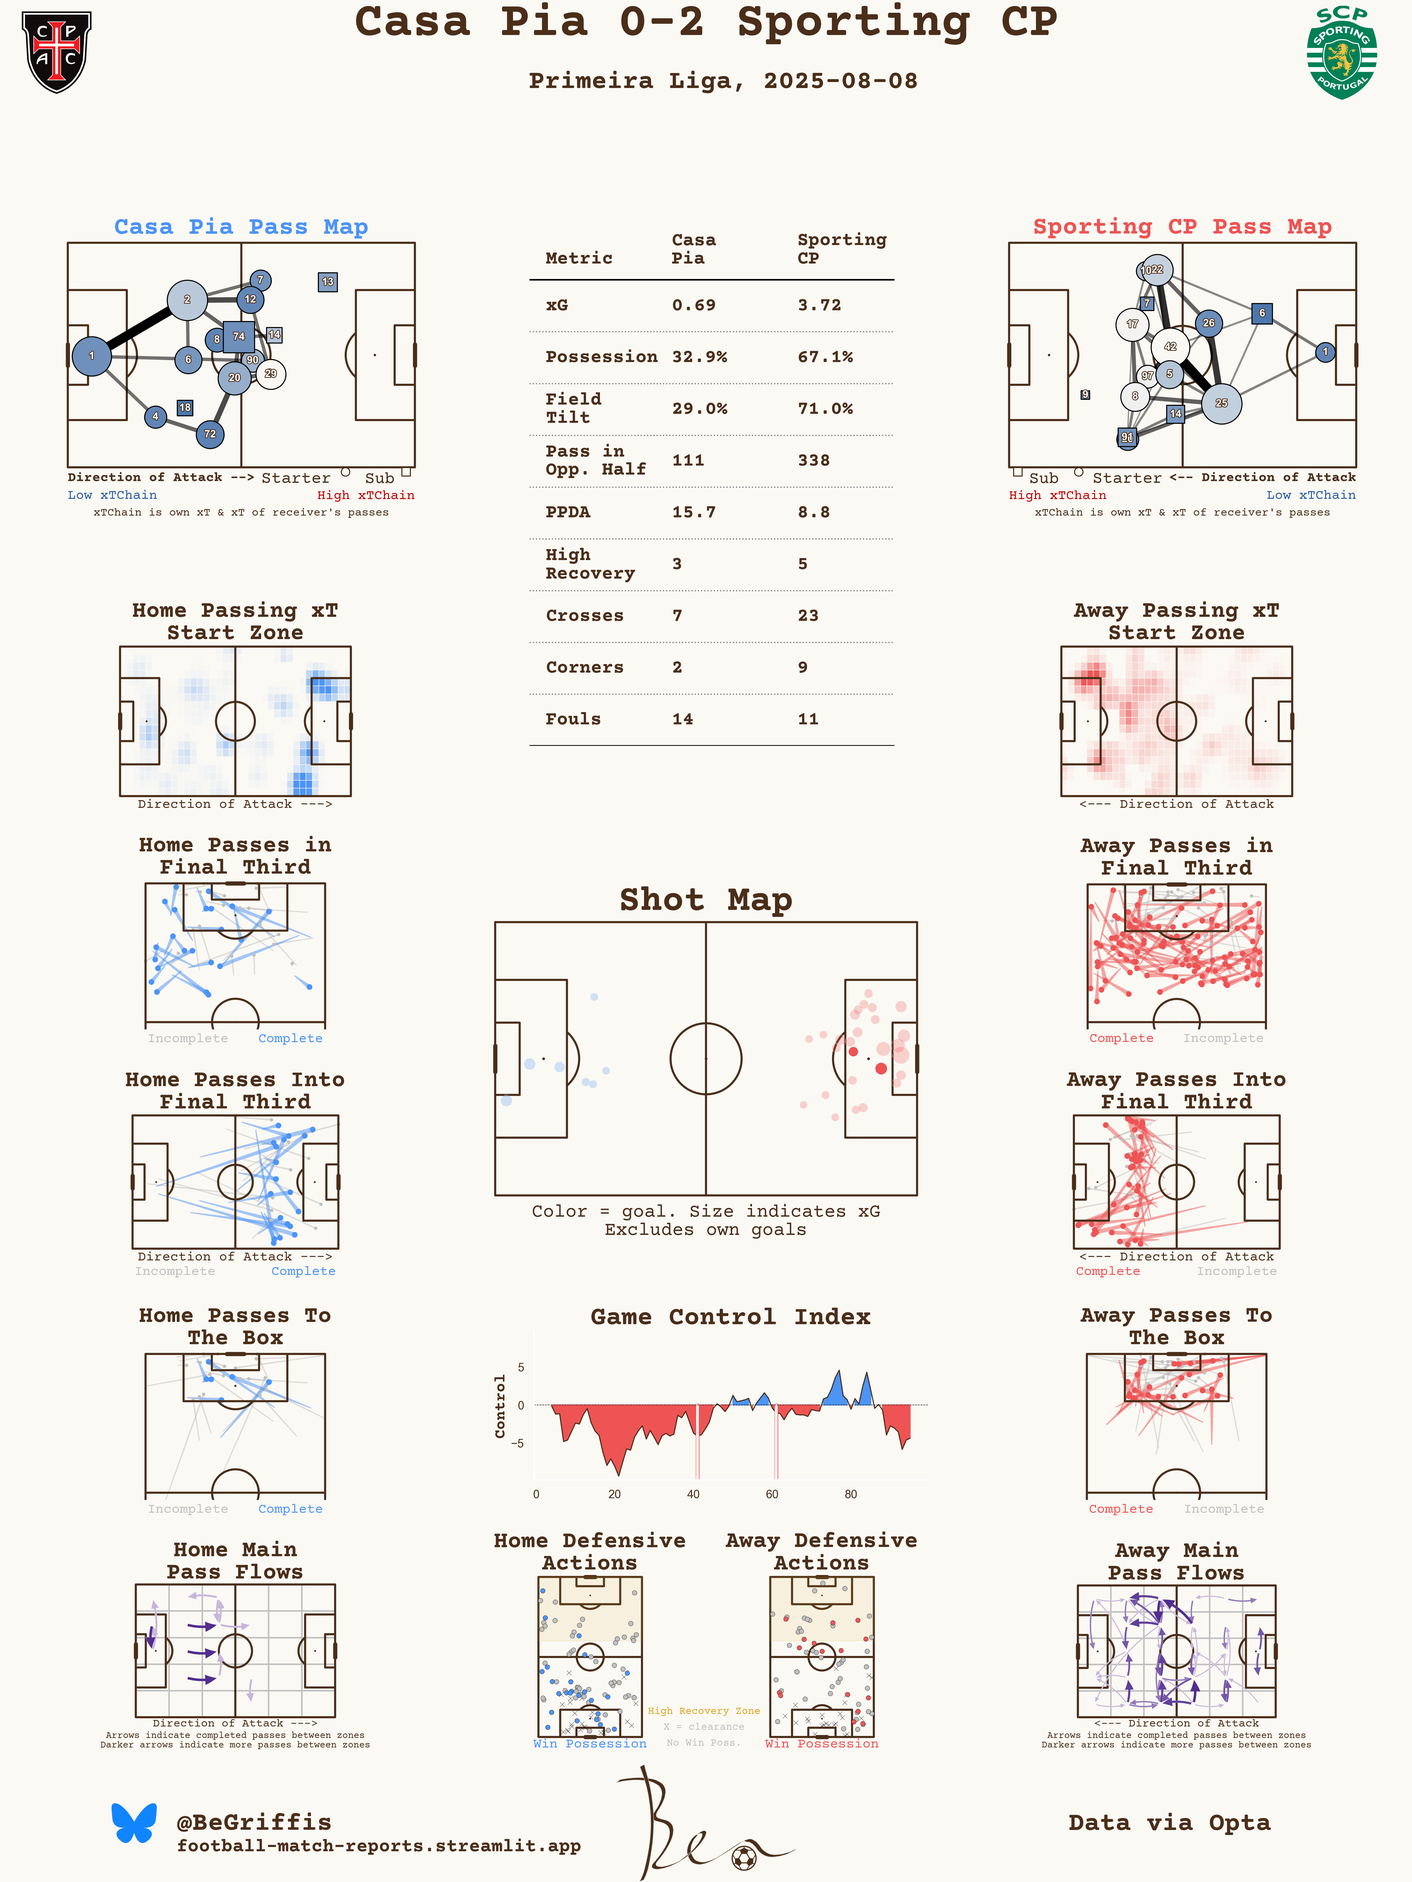 Casa Pia 0-2 Sporting CP
Primeira Liga, 2025-08-08
C P
A C
SCP
SPORTING
PORTUGAL
Casa Pia Pass Map
1
2
7
12
13
8
74
14
6
90
20
29
4
18
72
Direction of Attack --> Starter Sub
Low xTChain High xTChain
xTChain is own xT & xT of receiver's passes
Metric Casa Pia Sporting CP
xG 0.69 3.72
Possession 32.9% 67.1%
Field Tilt 29.0% 71.0%
Pass in Opp. Half 111 338
PPDA 15.7 8.8
High Recovery 3 5
Crosses 7 23
Corners 2 9
Fouls 14 11
Sporting CP Pass Map
10
22
7
17
26
6
42
1
97
5
9
8
25
14
91
Sub Starter <-- Direction of Attack
High xTChain Low xTChain
xTChain is own xT & xT of receiver's passes
Home Passing xT
Start Zone
Direction of Attack --->
Away Passing xT
Start Zone
<--- Direction of Attack
Home Passes in
Final Third
Incomplete Complete
Away Passes in
Final Third
Complete Incomplete
Shot Map
Color = goal. Size indicates xG
Excludes own goals
Home Passes Into
Final Third
Direction of Attack --->
Incomplete Complete
Away Passes Into
Final Third
<--- Direction of Attack
Complete Incomplete
Home Passes To
The Box
Incomplete Complete
Game Control Index
Control
5
0
−5
0 20 40 60 80
Away Passes To
The Box
Complete Incomplete
Home Main
Pass Flows
Direction of Attack --->
Arrows indicate completed passes between zones
Darker arrows indicate more passes between zones
Home Defensive
Actions
Win Possession
Away Defensive
Actions
Win Possession
High Recovery Zone
X = clearance
No Win Poss.
Away Main
Pass Flows
<--- Direction of Attack
Arrows indicate completed passes between zones
Darker arrows indicate more passes between zones
@BeGriffis
football-match-reports.streamlit.app
Ben
Data via Opta